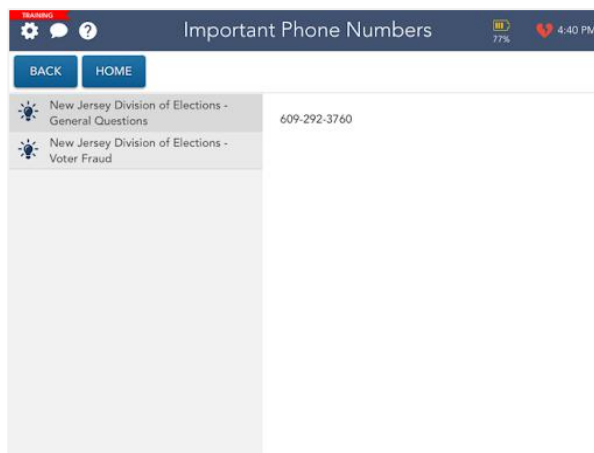 TRAINING
Important Phone Numbers
77%
4:40 PM
BACK
HOME
New Jersey Division of Elections -
General Questions
609-292-3760
New Jersey Division of Elections -
Voter Fraud